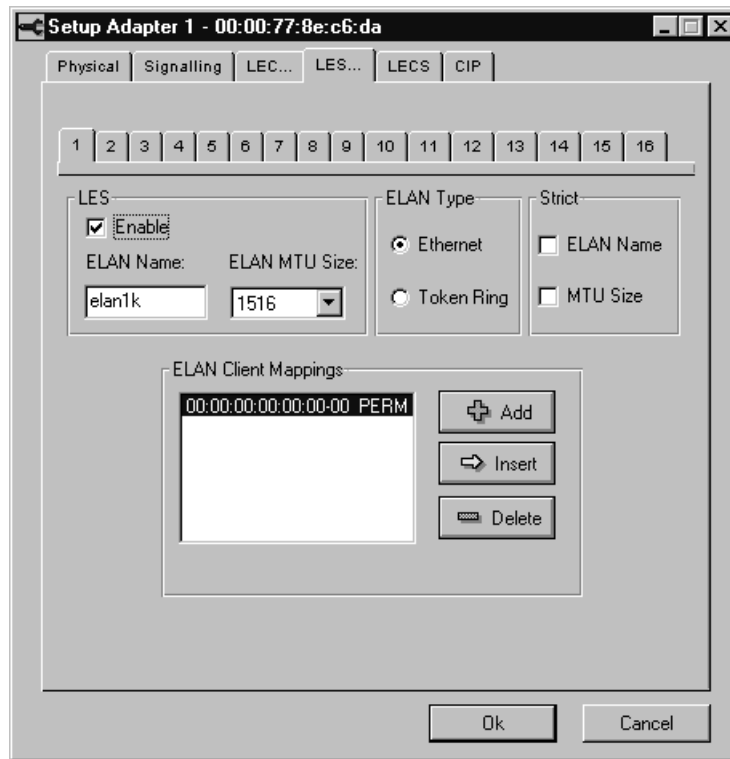 Setup Adapter 1 - 00:00:77:8e:c6:da
Physical Signalling LEC... LES... LECS CIP
1 2 3 4 5 6 7 8 9 10 11 12 13 14 15 16
LES
Enable
ELAN Name: ELAN MTU Size:
elan1k 1516
ELAN Type
Ethernet
Token Ring
Strict
ELAN Name
MTU Size
ELAN Client Mappings
00:00:00:00:00:00-00 PERM
Add
Insert
Delete
Ok Cancel